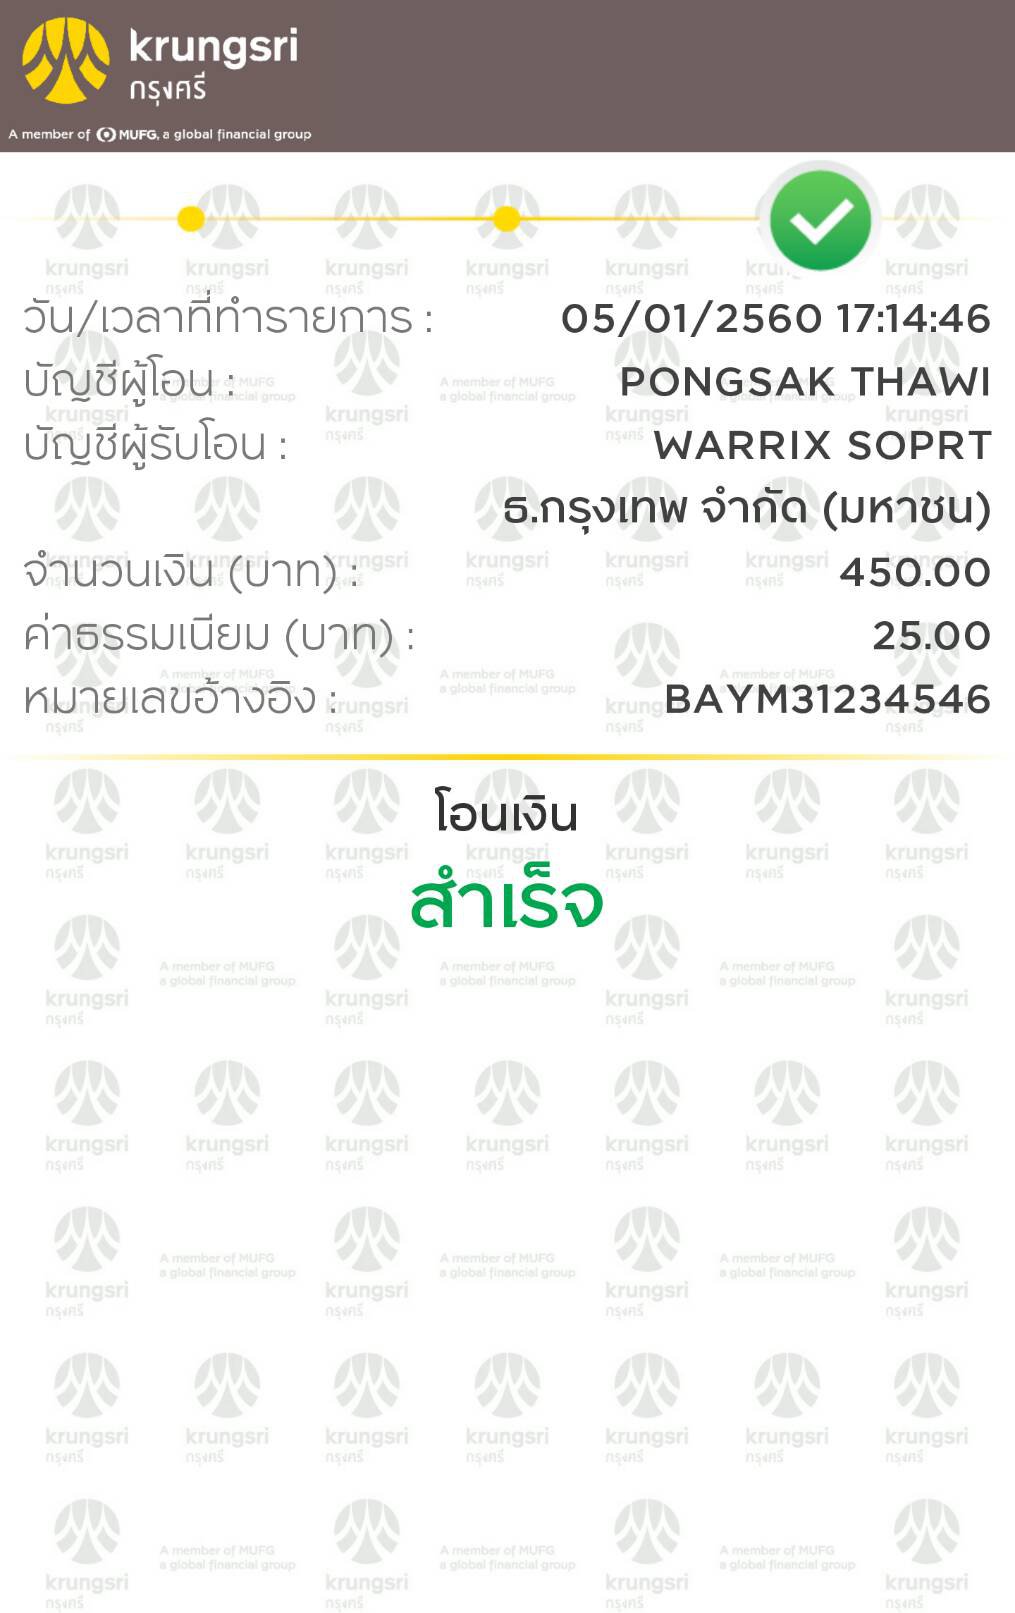 krungsri
กรุงศรี
A member of MUFG, a global financial group
วัน/เวลาที่ทำรายการ : 05/01/2560 17:14:46
บัญชีผู้โอน : PONGSAK THAWI
บัญชีผู้รับโอน : WARRIX SOPRT
ธ.กรุงเทพ จำกัด (มหาชน)
จำนวนเงิน (บาท) : 450.00
ค่าธรรมเนียม (บาท) : 25.00
หมายเลขอ้างอิง : BAYM31234546
โอนเงิน
สำเร็จ